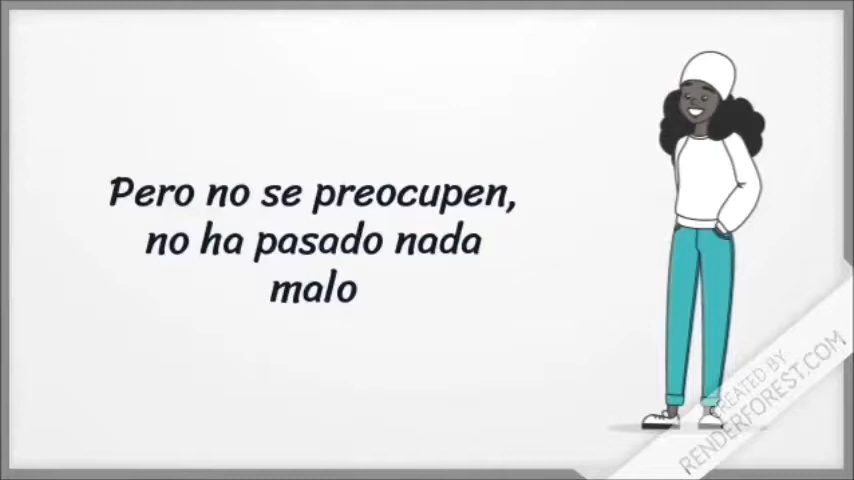 Pero no se preocupen,
no ha pasado nada
malo
CREATED BY
RENDERFOREST.COM